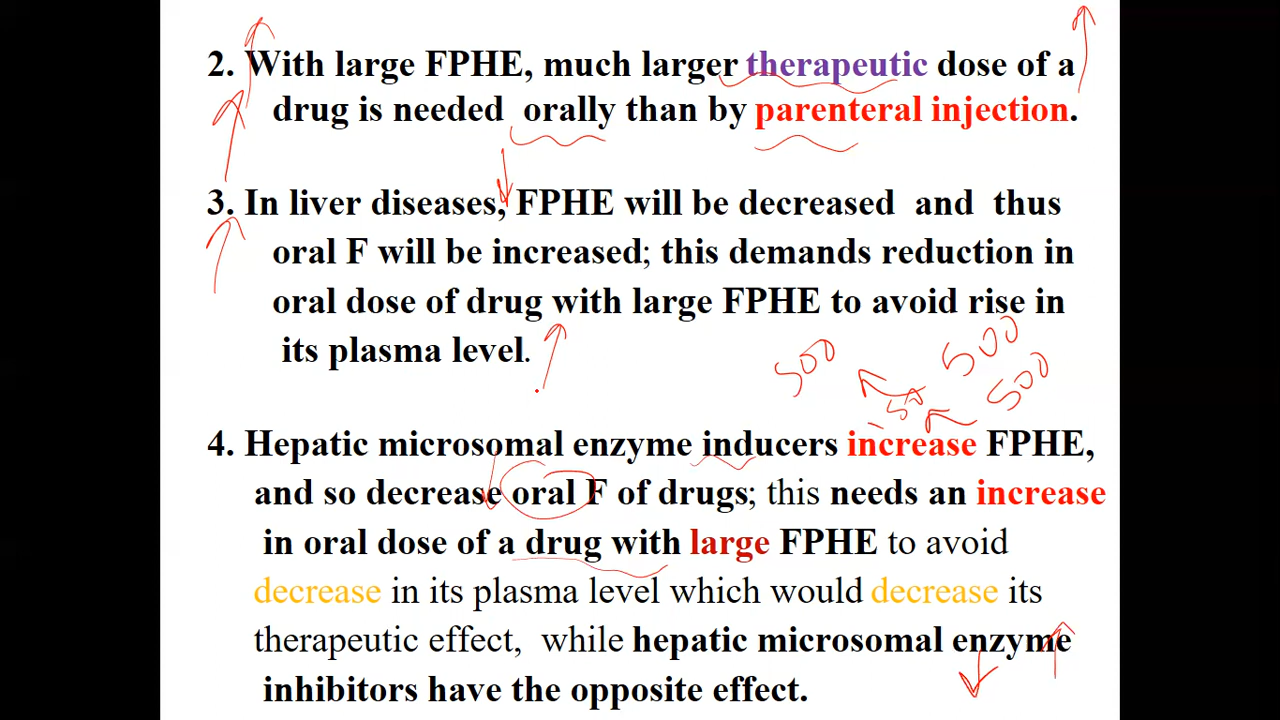 2. With large FPHE, much larger therapeutic dose of a
drug is needed orally than by parenteral injection.
3. In liver diseases, FPHE will be decreased and thus
oral F will be increased; this demands reduction in
oral dose of drug with large FPHE to avoid rise in
its plasma level.
500 500
500
50
4. Hepatic microsomal enzyme inducers increase FPHE,
and so decrease oral F of drugs; this needs an increase
in oral dose of a drug with large FPHE to avoid
decrease in its plasma level which would decrease its
therapeutic effect, while hepatic microsomal enzyme
inhibitors have the opposite effect.